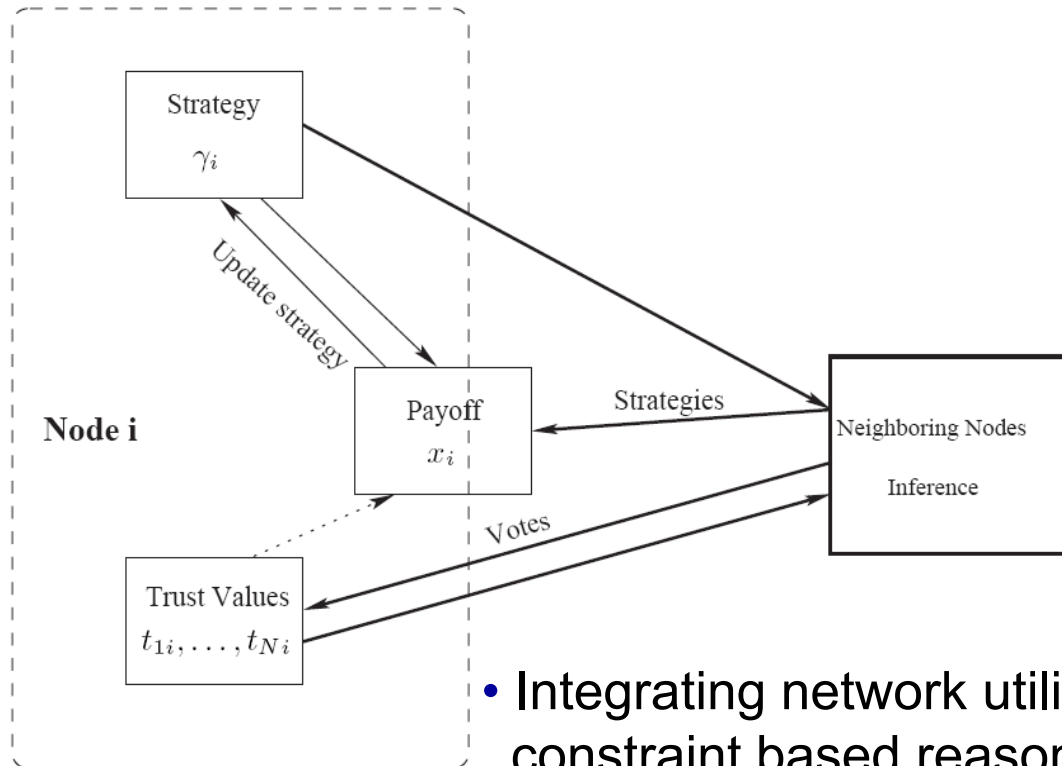 Strategy
γᵢ
Update strategy
Node i
Payoff
xᵢ
Strategies
Neighboring Nodes
Inference
Votes
Trust Values
t₁ᵢ, . . . , t_Nᵢ
• Integrating network utili
constraint based reason